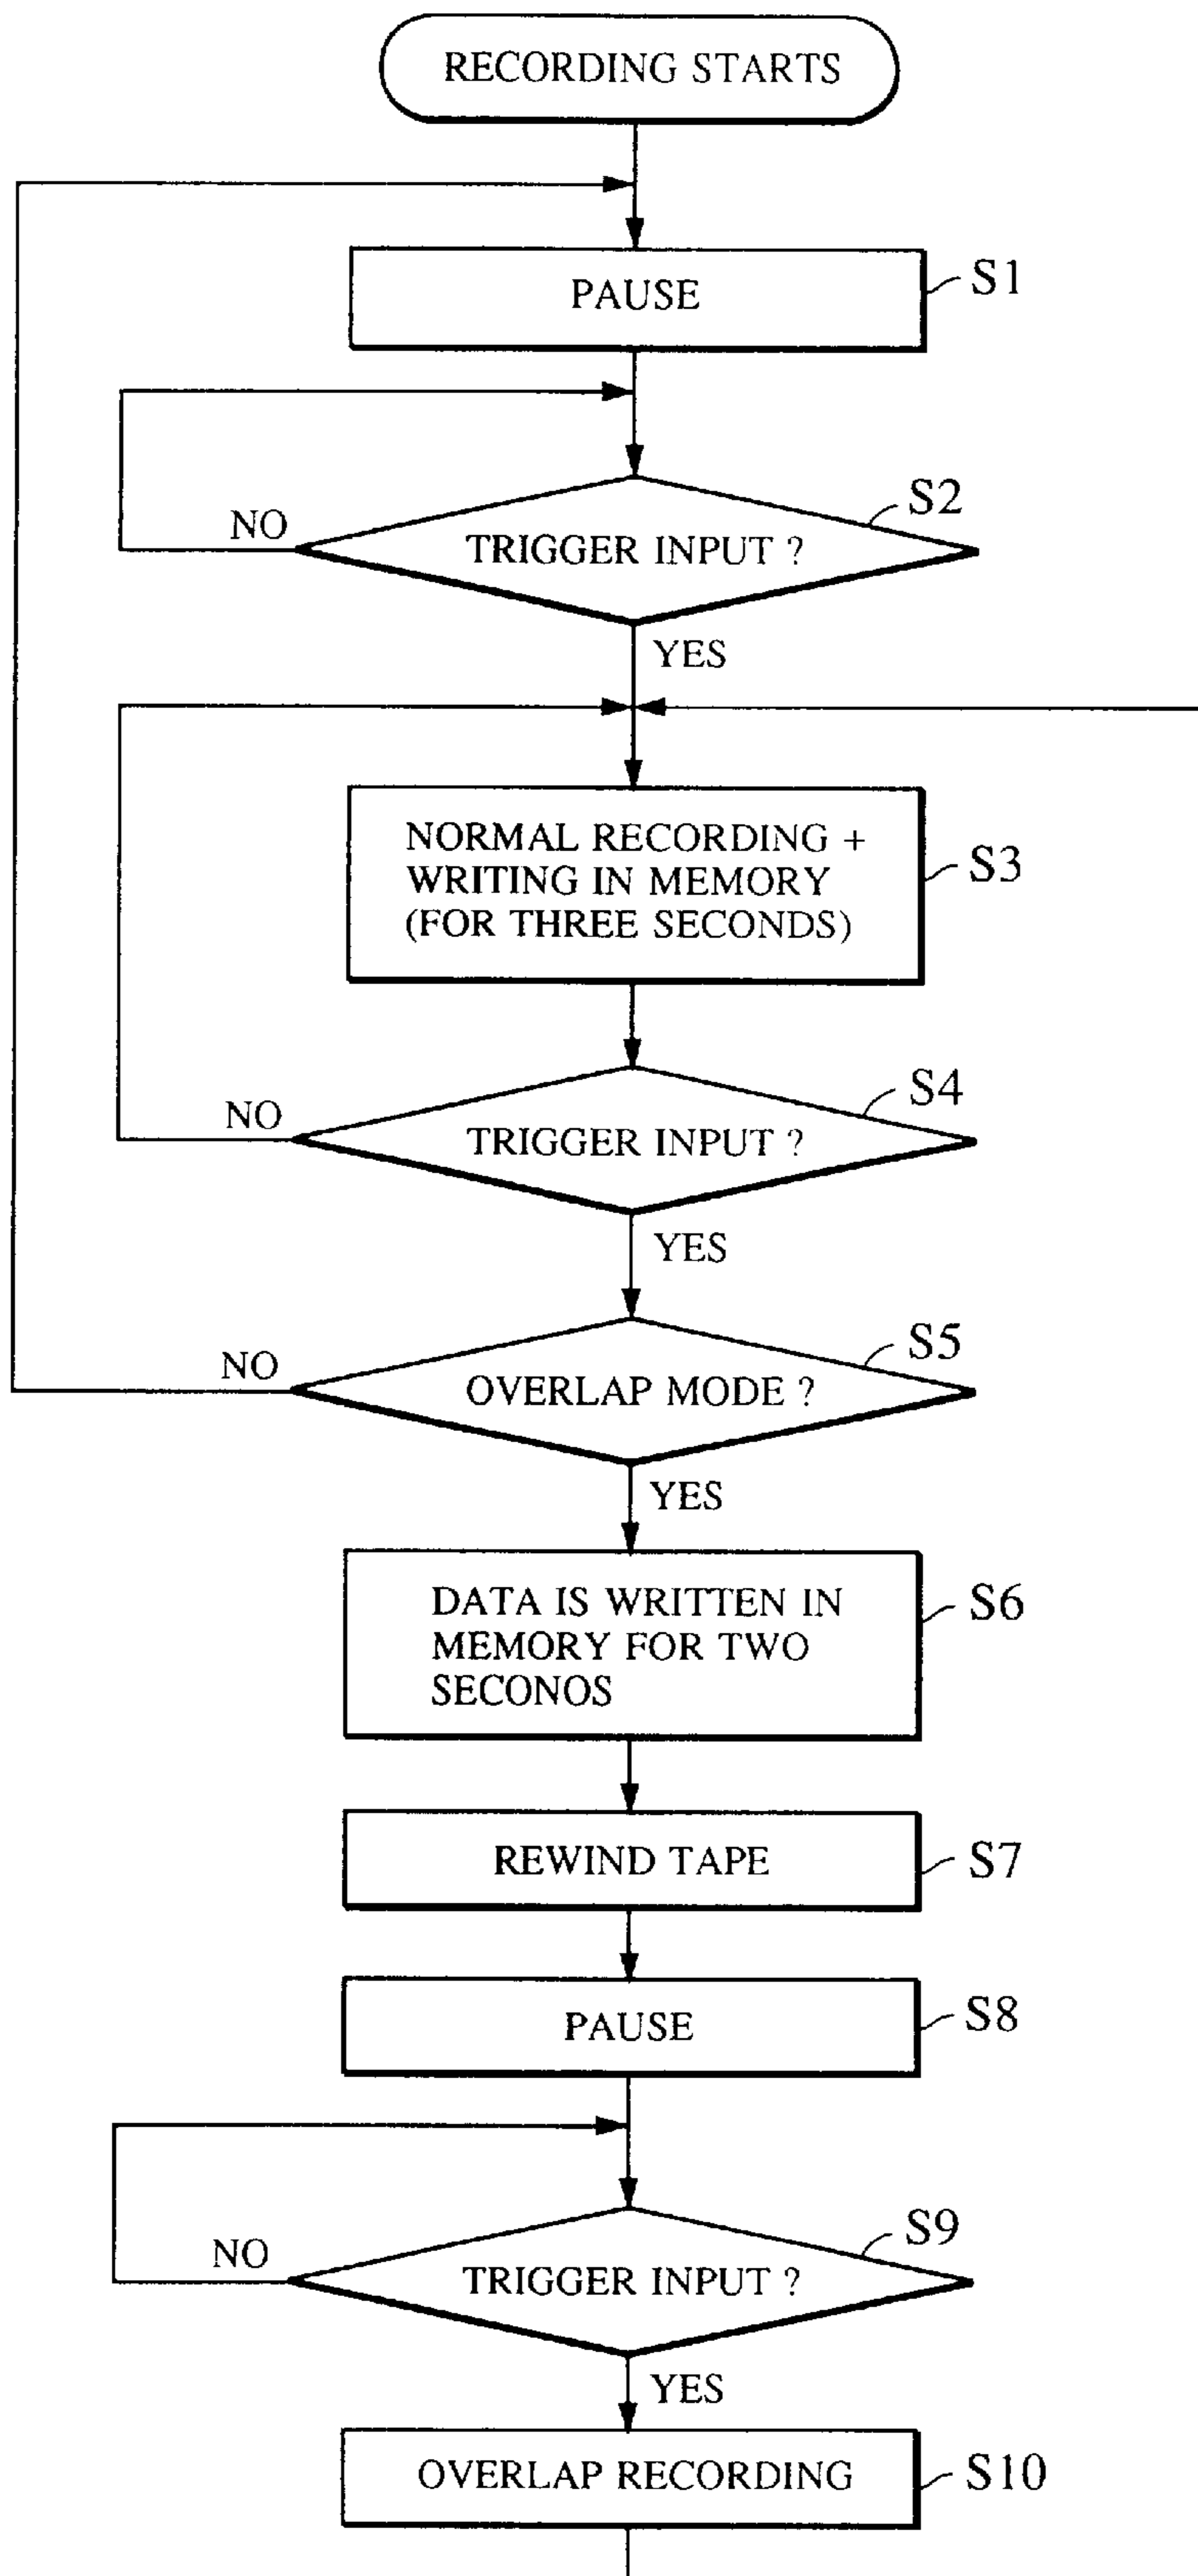 RECORDING STARTS
PAUSE
S1
S2
NO
TRIGGER INPUT ?
YES
NORMAL RECORDING +
WRITING IN MEMORY
(FOR THREE SECONDS)
S3
S4
NO
TRIGGER INPUT ?
YES
S5
NO
OVERLAP MODE ?
YES
DATA IS WRITTEN IN
MEMORY FOR TWO
SECONOS
S6
REWIND TAPE
S7
PAUSE
S8
S9
NO
TRIGGER INPUT ?
YES
OVERLAP RECORDING
S10